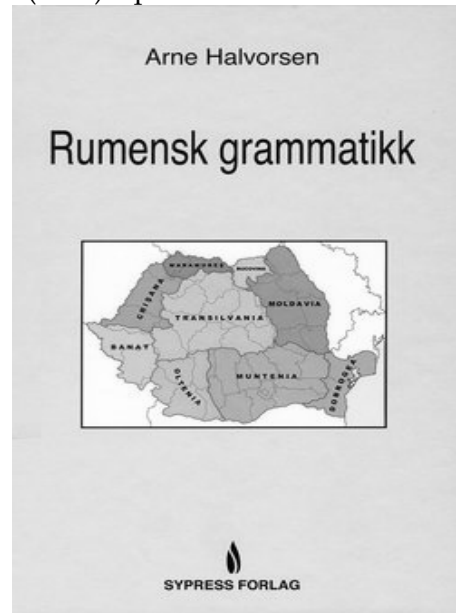 Arne Halvorsen
Rumensk grammatikk
MARAMUREȘ
BUCOVINA
CRIȘANA
MOLDAVIA
TRANSILVANIA
BANAT
OLTENIA
MUNTENIA
DOBROGEA
SYPRESS FORLAG